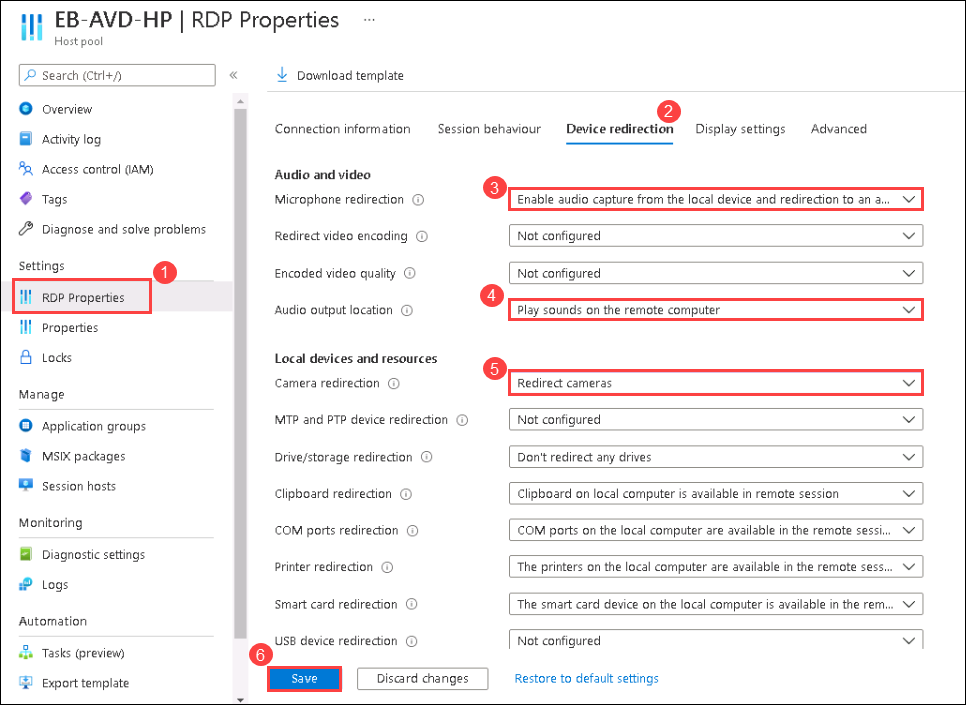 EB-AVD-HP | RDP Properties ...
Host pool
Search (Ctrl+/) «
Overview
Activity log
Access control (IAM)
Tags
Diagnose and solve problems
Settings
1
RDP Properties
Properties
Locks
Manage
Application groups
MSIX packages
Session hosts
Monitoring
Diagnostic settings
Logs
Automation
Tasks (preview)
Export template
Download template
2
Connection information Session behaviour Device redirection Display settings Advanced
Audio and video
3
Microphone redirection Enable audio capture from the local device and redirection to an a...
Redirect video encoding Not configured
Encoded video quality Not configured
4
Audio output location Play sounds on the remote computer
Local devices and resources
5
Camera redirection Redirect cameras
MTP and PTP device redirection Not configured
Drive/storage redirection Don't redirect any drives
Clipboard redirection Clipboard on local computer is available in remote session
COM ports redirection COM ports on the local computer are available in the remote sessi...
Printer redirection The printers on the local computer are available in the remote sess...
Smart card redirection The smart card device on the local computer is available in the rem...
USB device redirection Not configured
6
Save Discard changes Restore to default settings